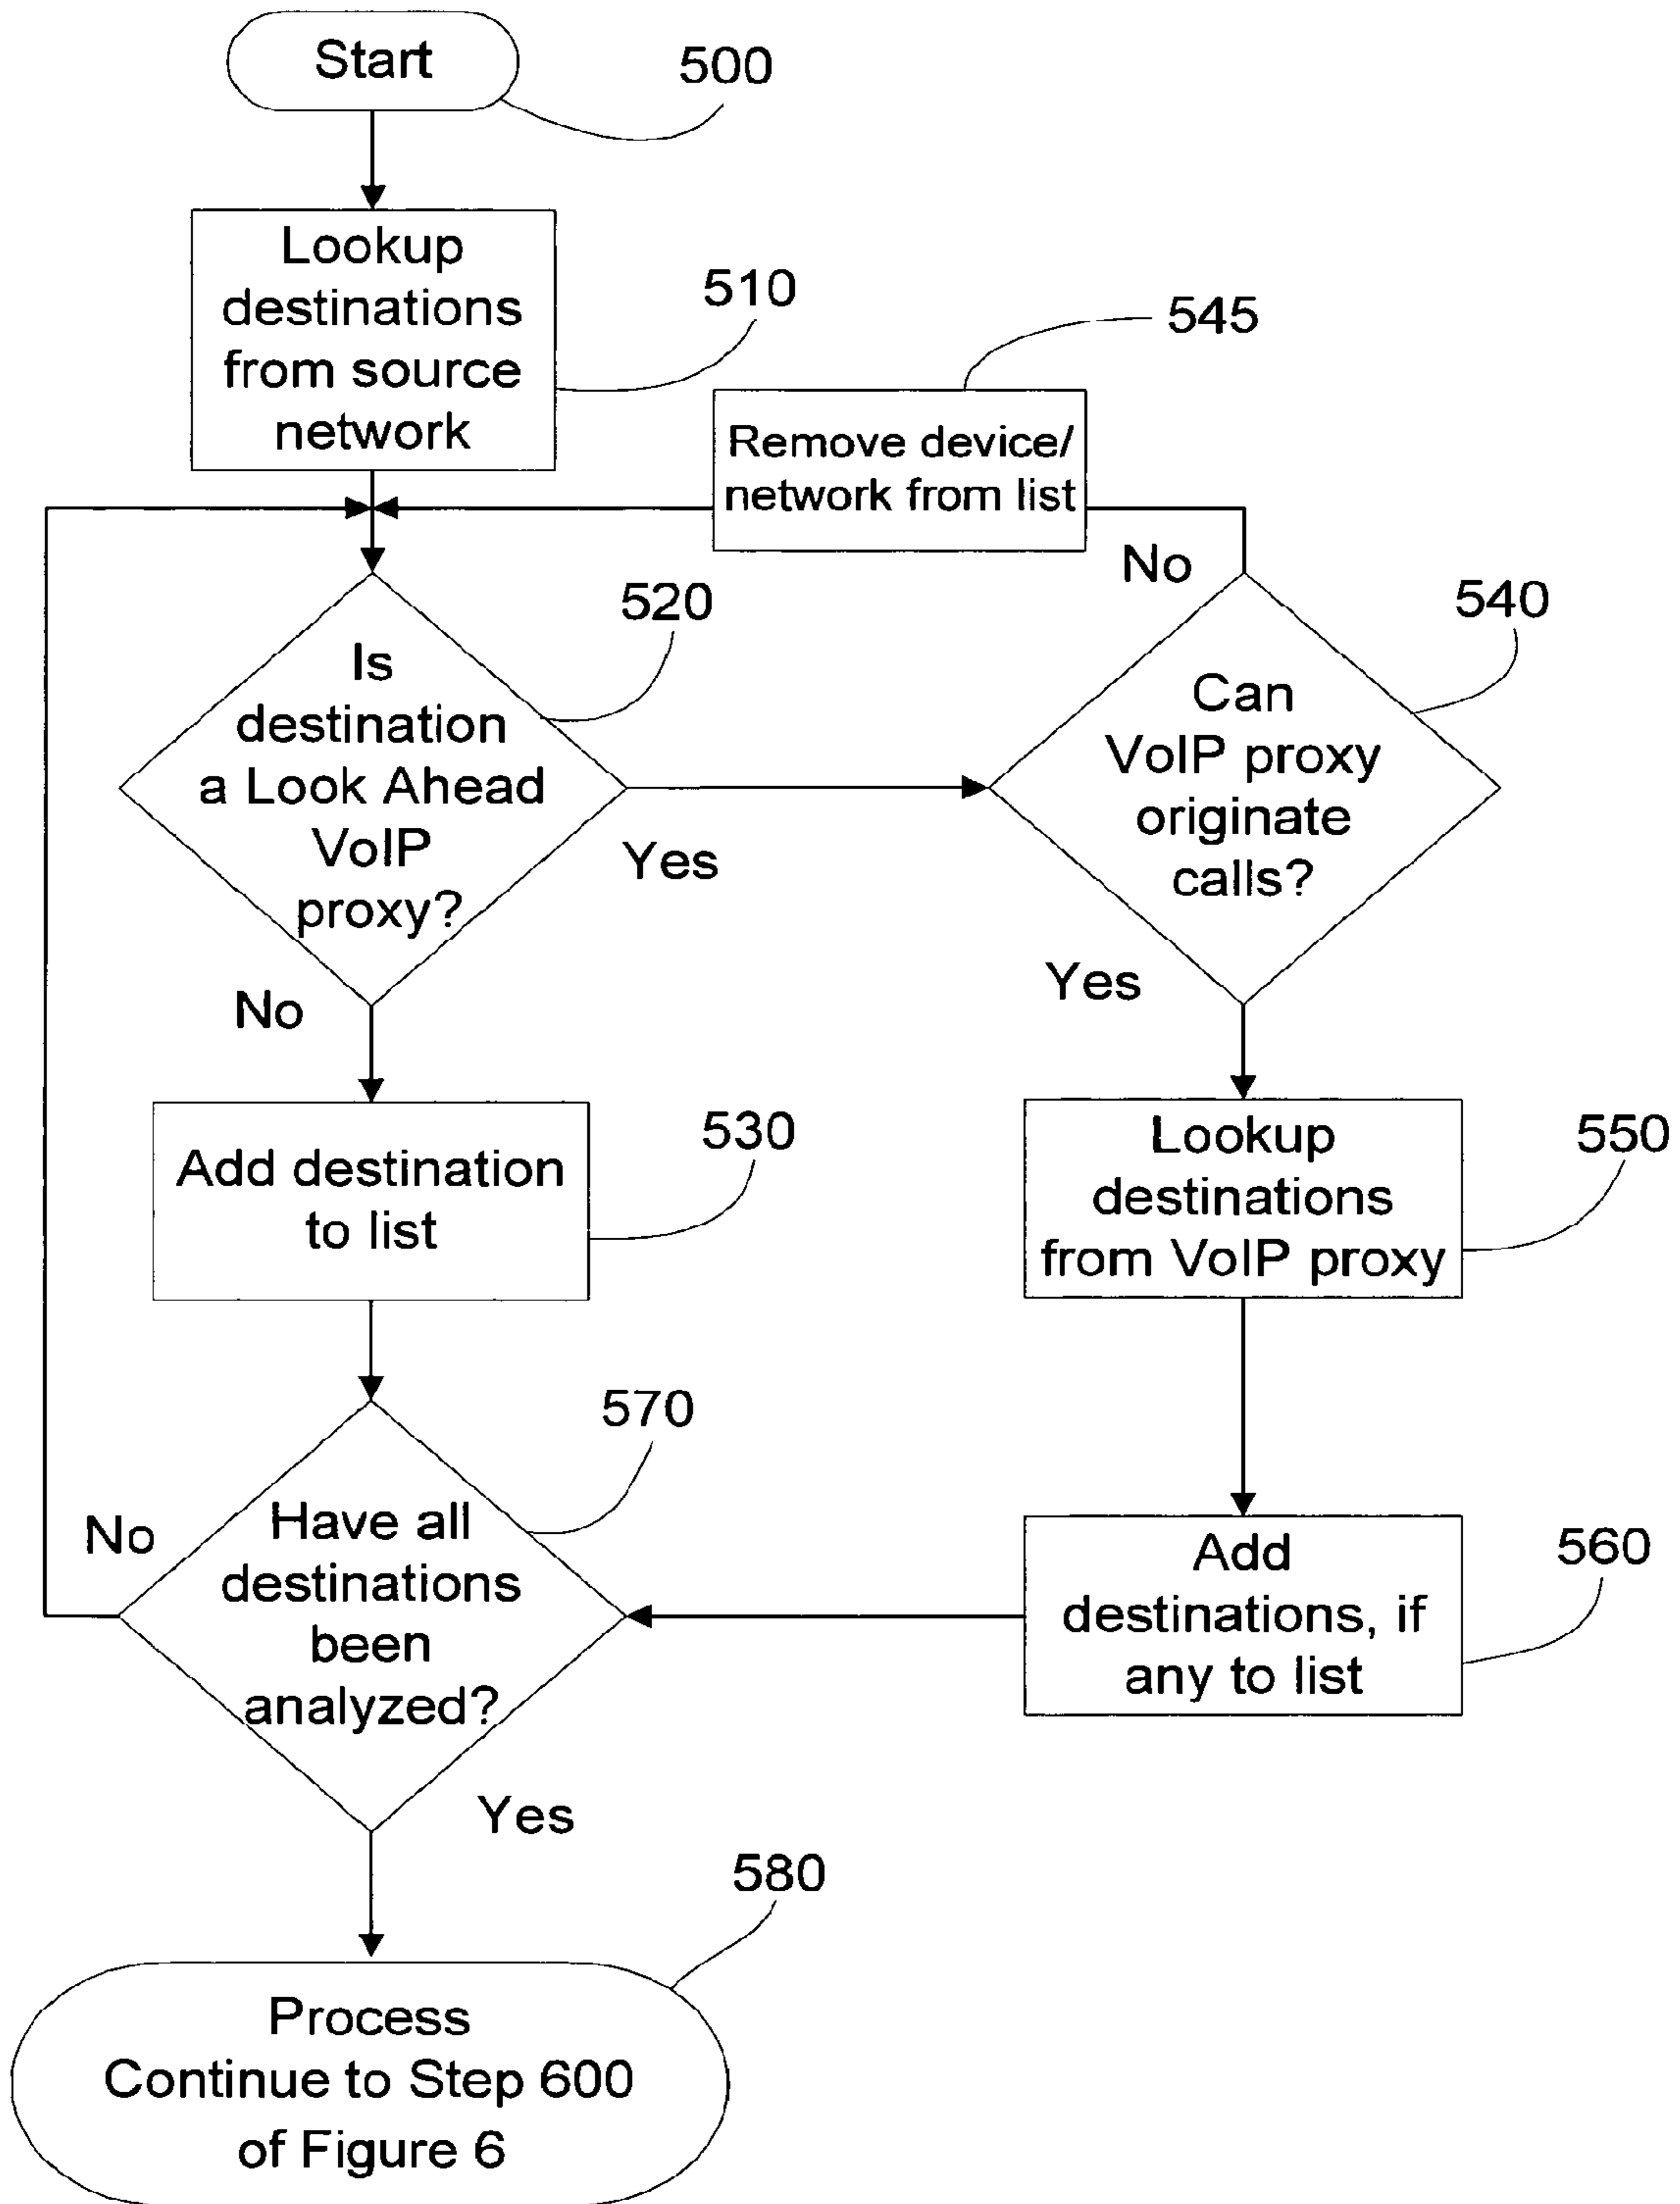 Start
500
Lookup
destinations
from source
network
510
545
Remove device/
network from list
No
520
540
Is
destination
a Look Ahead
VoIP
proxy?
Can
VoIP proxy
originate
calls?
Yes
No
Yes
Add destination
to list
530
Lookup
destinations
from VoIP proxy
550
570
No
Have all
destinations
been
analyzed?
Add
destinations, if
any to list
560
Yes
580
Process
Continue to Step 600
of Figure 6